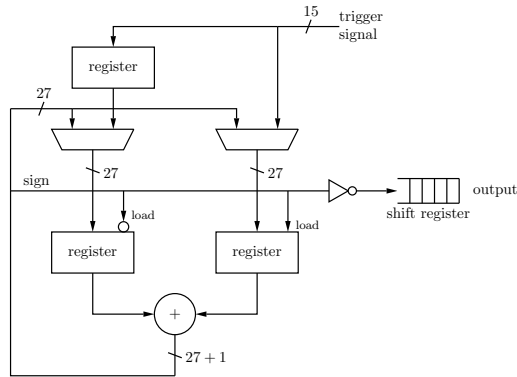 15
trigger
signal
register
27
27
27
sign
output
shift register
load
load
register
register
+
27 + 1